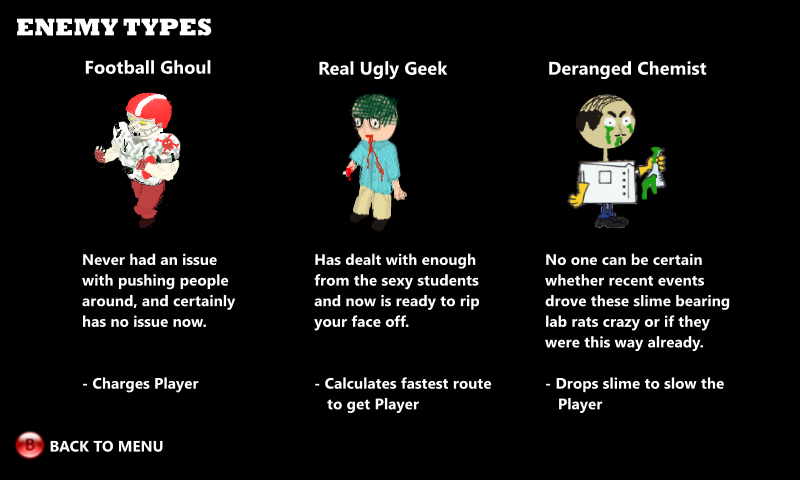 ENEMY TYPES
Football Ghoul
Never had an issue
with pushing people
around, and certainly
has no issue now.
- Charges Player
Real Ugly Geek
Has dealt with enough
from the sexy students
and now is ready to rip
your face off.
- Calculates fastest route
to get Player
Deranged Chemist
No one can be certain
whether recent events
drove these slime bearing
lab rats crazy or if they
were this way already.
- Drops slime to slow the
Player
B BACK TO MENU